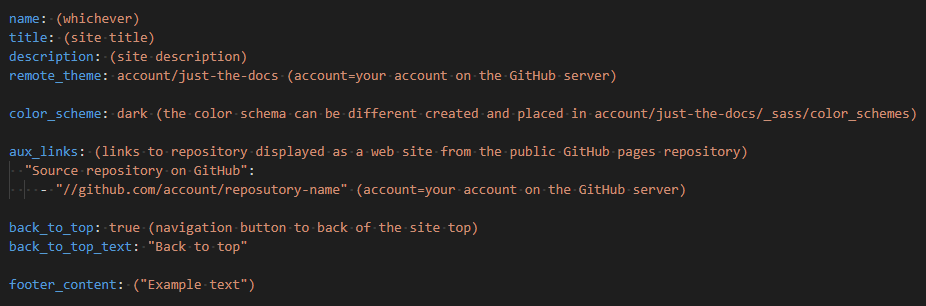 name: (whichever)
title: (site title)
description: (site description)
remote_theme: account/just-the-docs (account=your account on the GitHub server)
color_scheme: dark (the color schema can be different created and placed in account/just-the-docs/_sass/color_schemes)
aux_links: (links to repository displayed as a web site from the public GitHub pages repository)
"Source repository on GitHub":
- "//github.com/account/reposutory-name" (account=your account on the GitHub server)
back_to_top: true (navigation button to back of the site top)
back_to_top_text: "Back to top"
footer_content: ("Example text")